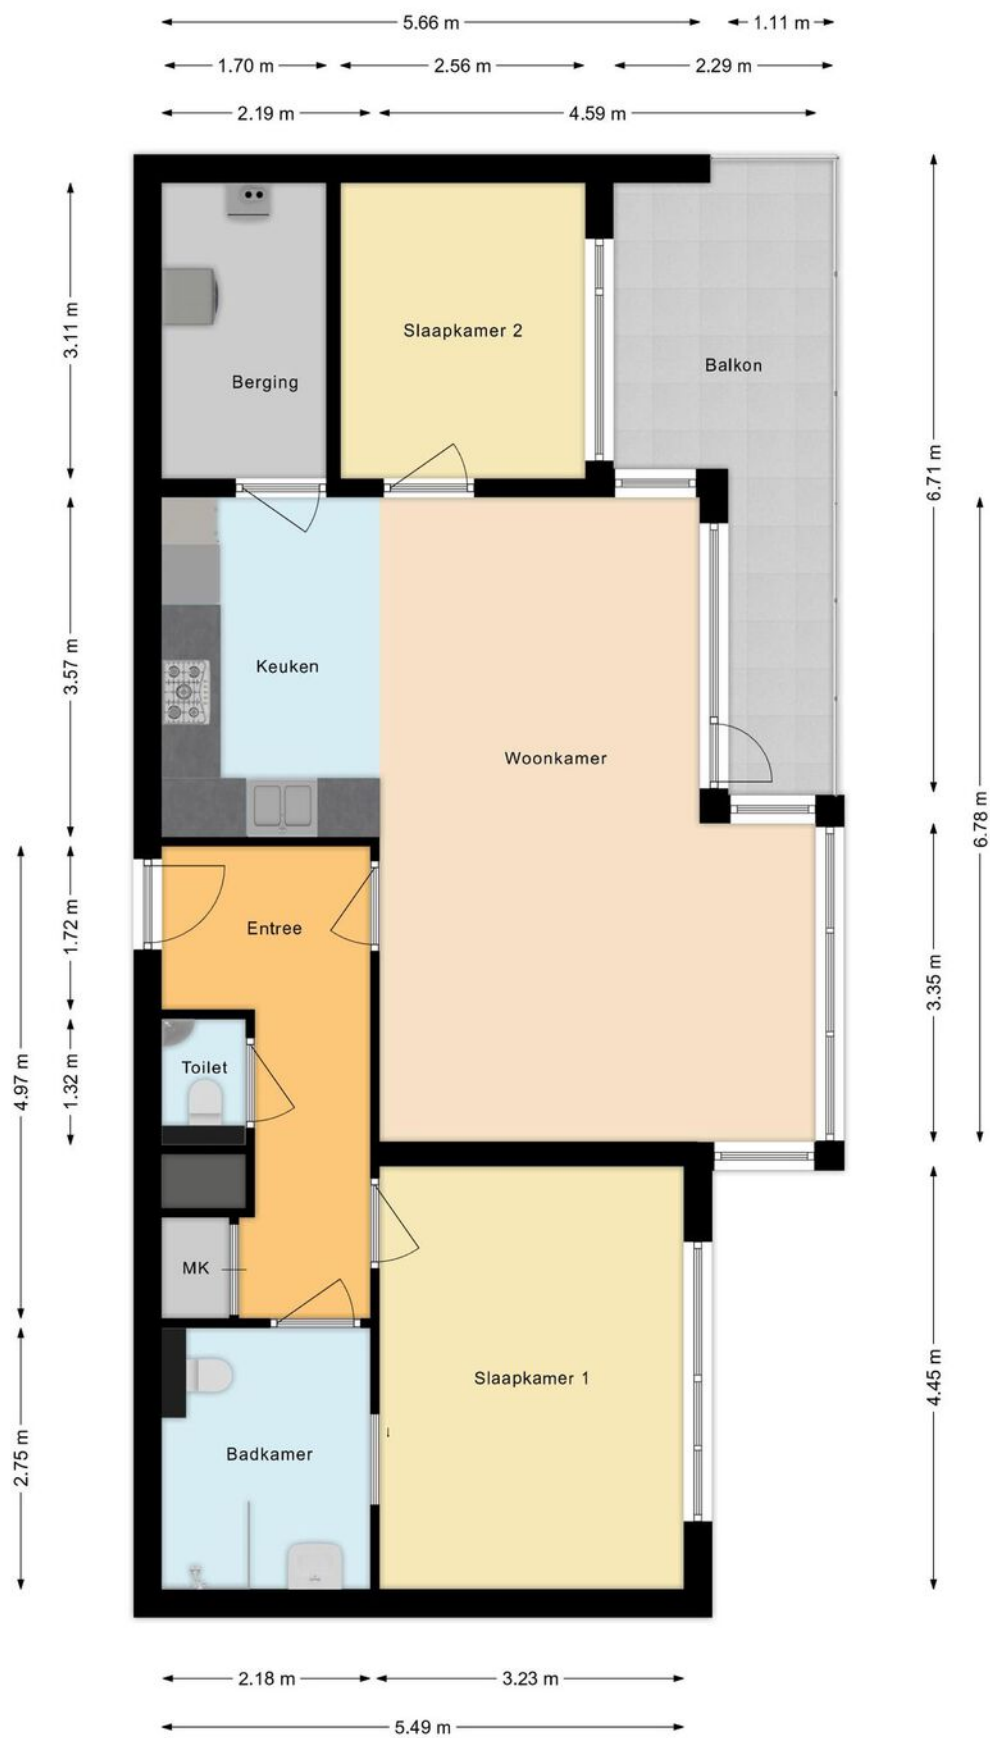 5.66 m
1.11 m
1.70 m
2.56 m
2.29 m
2.19 m
4.59 m
3.11 m
Slaapkamer 2
Balkon
Berging
6.71 m
3.57 m
Keuken
Woonkamer
6.78 m
1.72 m
Entree
3.35 m
4.97 m
1.32 m
Toilet
MK
Slaapkamer 1
4.45 m
2.75 m
Badkamer
2.18 m
3.23 m
5.49 m